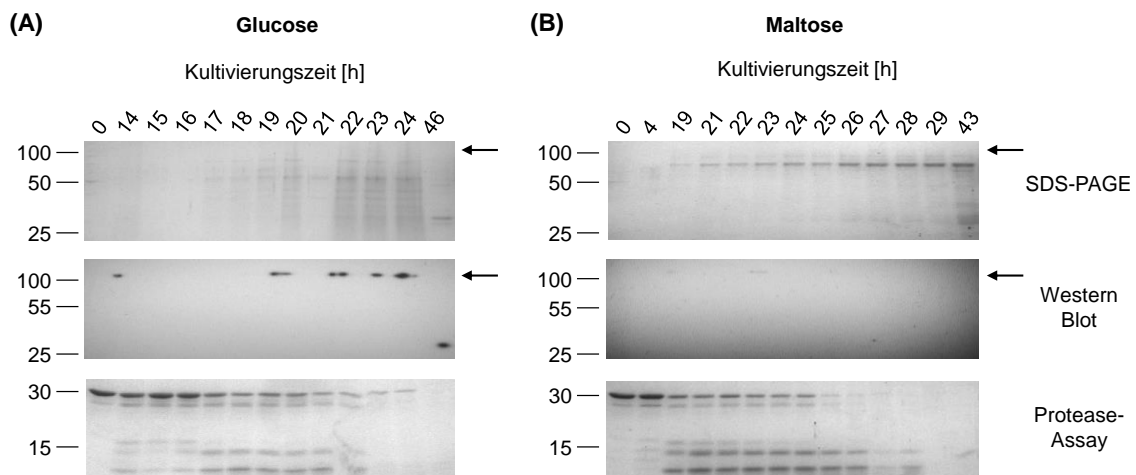 (A) Glucose
Kultivierungszeit [h]
0 14 15 16 17 18 19 20 21 22 23 24 46
100
50
25
100
55
25
30
15
(B) Maltose
Kultivierungszeit [h]
0 4 19 21 22 23 24 25 26 27 28 29 43
100
50
25
100
55
25
30
15
SDS-PAGE
Western
Blot
Protease-
Assay